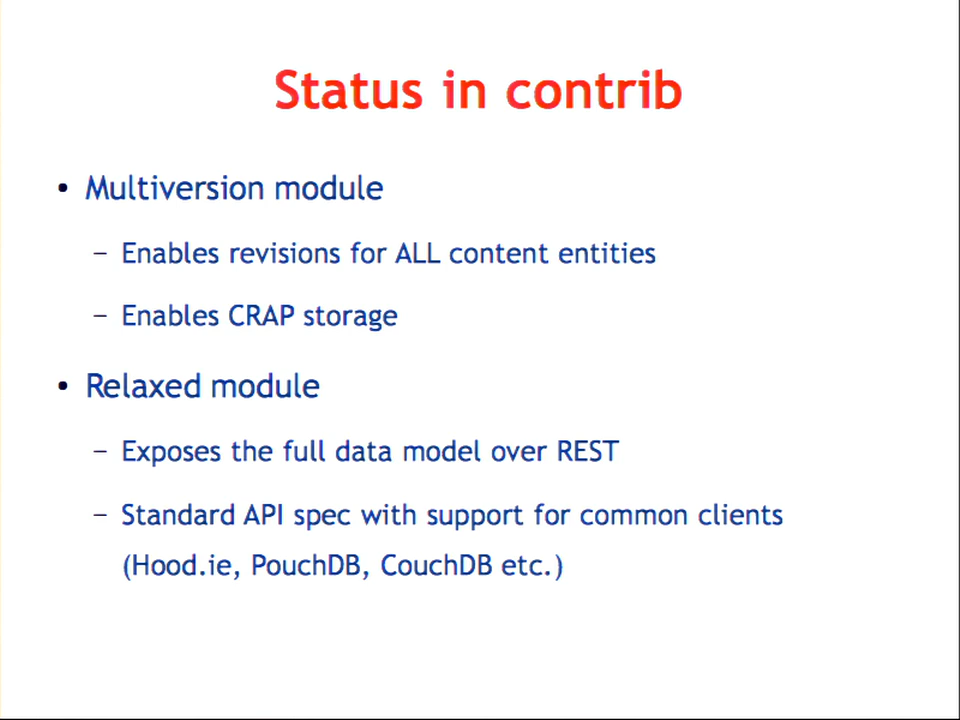 Status in contrib
• Multiversion module
– Enables revisions for ALL content entities
– Enables CRAP storage
• Relaxed module
– Exposes the full data model over REST
– Standard API spec with support for common clients
(Hood.ie, PouchDB, CouchDB etc.)